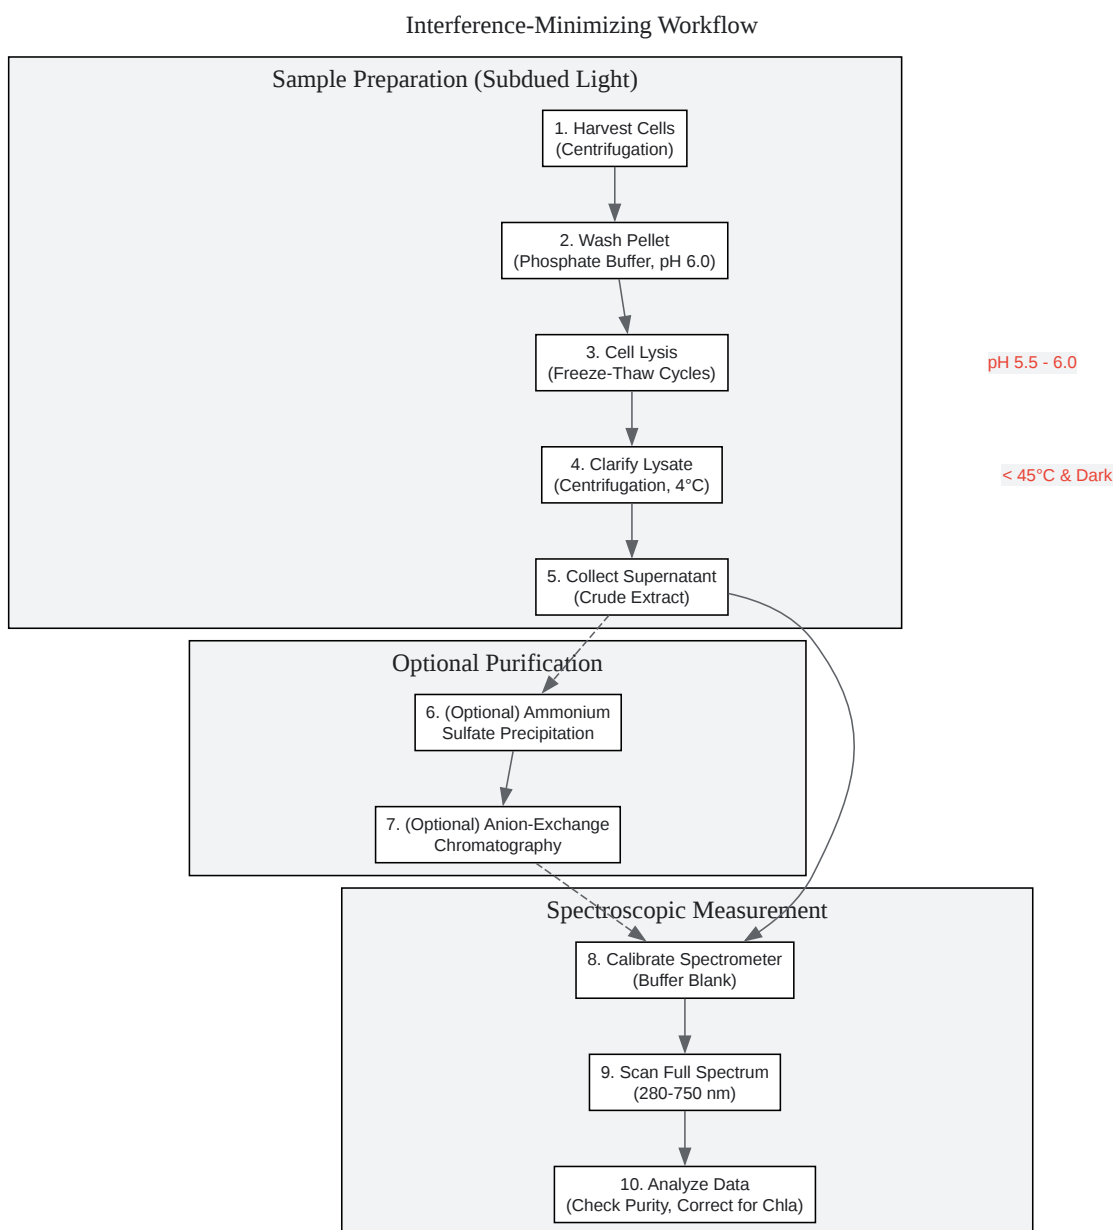 Interference-Minimizing Workflow
Sample Preparation (Subdued Light)
1. Harvest Cells
(Centrifugation)
2. Wash Pellet
(Phosphate Buffer, pH 6.0)
3. Cell Lysis
(Freeze-Thaw Cycles)
pH 5.5 - 6.0
4. Clarify Lysate
(Centrifugation, 4°C)
< 45°C & Dark
5. Collect Supernatant
(Crude Extract)
Optional Purification
6. (Optional) Ammonium
Sulfate Precipitation
7. (Optional) Anion-Exchange
Chromatography
Spectroscopic Measurement
8. Calibrate Spectrometer
(Buffer Blank)
9. Scan Full Spectrum
(280-750 nm)
10. Analyze Data
(Check Purity, Correct for Chla)